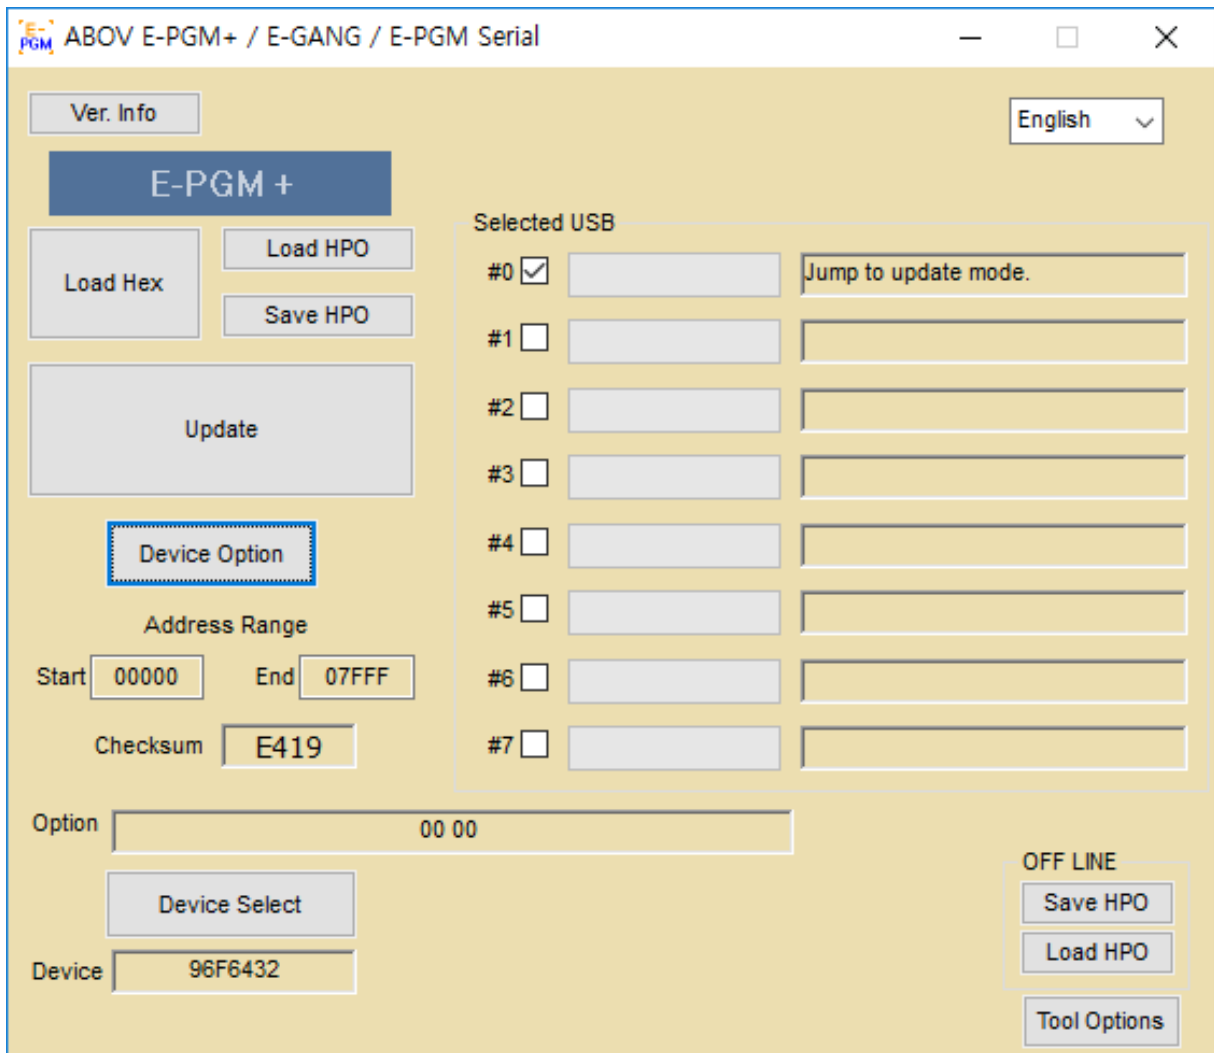 E-PGM ABOV E-PGM+ / E-GANG / E-PGM Serial
Ver. Info
English
E-PGM +
Load Hex
Load HPO
Save HPO
Update
Device Option
Address Range
Start 00000 End 07FFF
Checksum E419
Selected USB
#0 Jump to update mode.
#1
#2
#3
#4
#5
#6
#7
Option 00 00
Device Select
Device 96F6432
OFF LINE
Save HPO
Load HPO
Tool Options